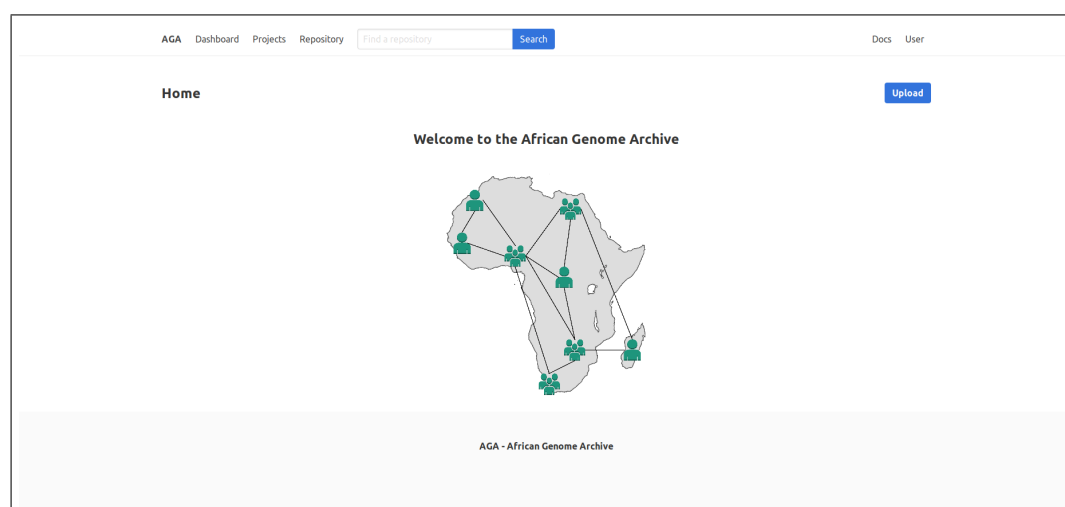 AGA Dashboard Projects Repository Find a repository Search Docs User
Home Upload
Welcome to the African Genome Archive
AGA - African Genome Archive